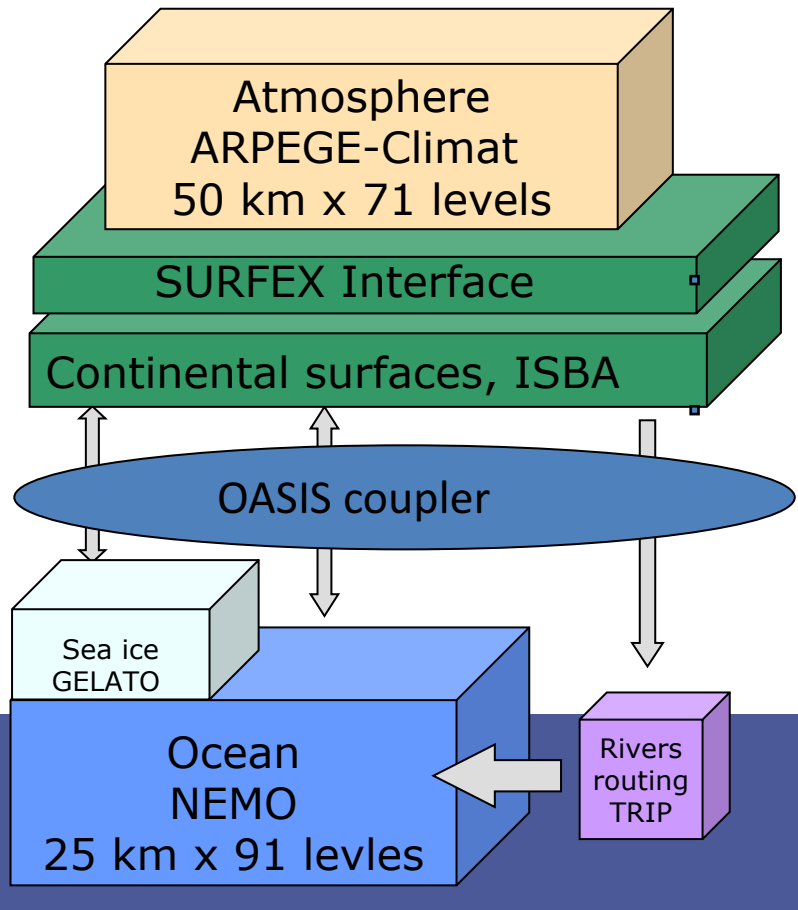 Atmosphere
ARPEGE-Climat
50 km x 71 levels
SURFEX Interface
Continental surfaces, ISBA
OASIS coupler
Sea ice
GELATO
Ocean
NEMO
25 km x 91 levles
Rivers
routing
TRIP